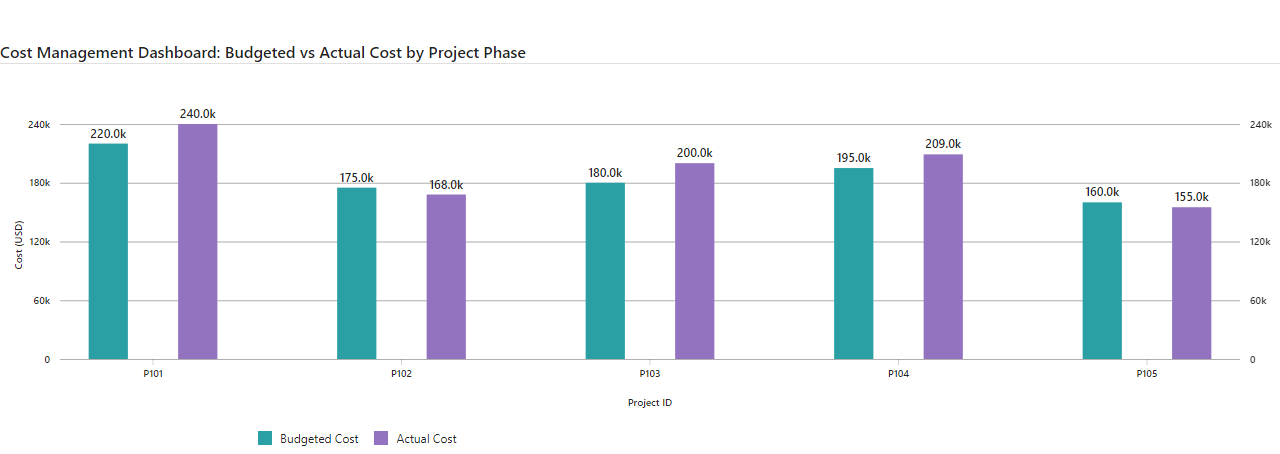 Cost Management Dashboard: Budgeted vs Actual Cost by Project Phase
240.0k
240k 240k
220.0k
209.0k
200.0k
195.0k
180.0k
175.0k
168.0k
180k 180k
160.0k
155.0k
Cost (USD)
120k 120k
60k 60k
0 0
P101 P102 P103 P104 P105
Project ID
Budgeted Cost Actual Cost